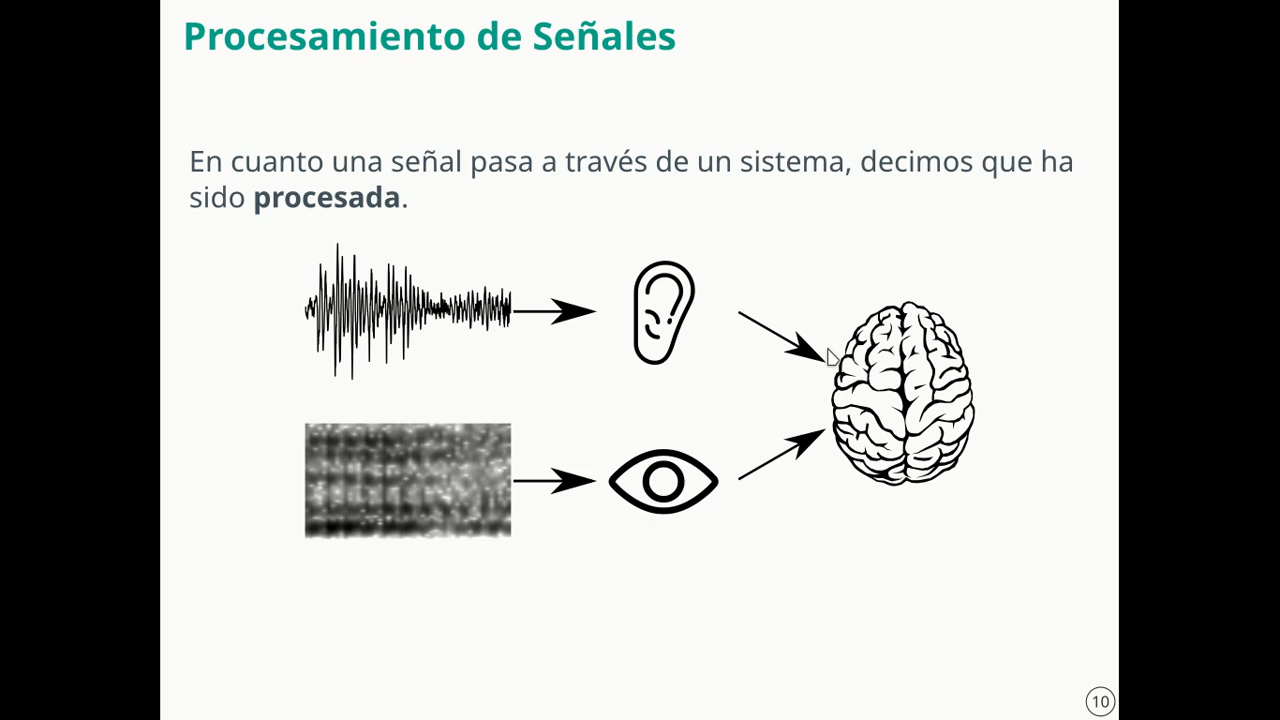 Procesamiento de Señales
En cuanto una señal pasa a través de un sistema, decimos que ha
sido procesada.
10